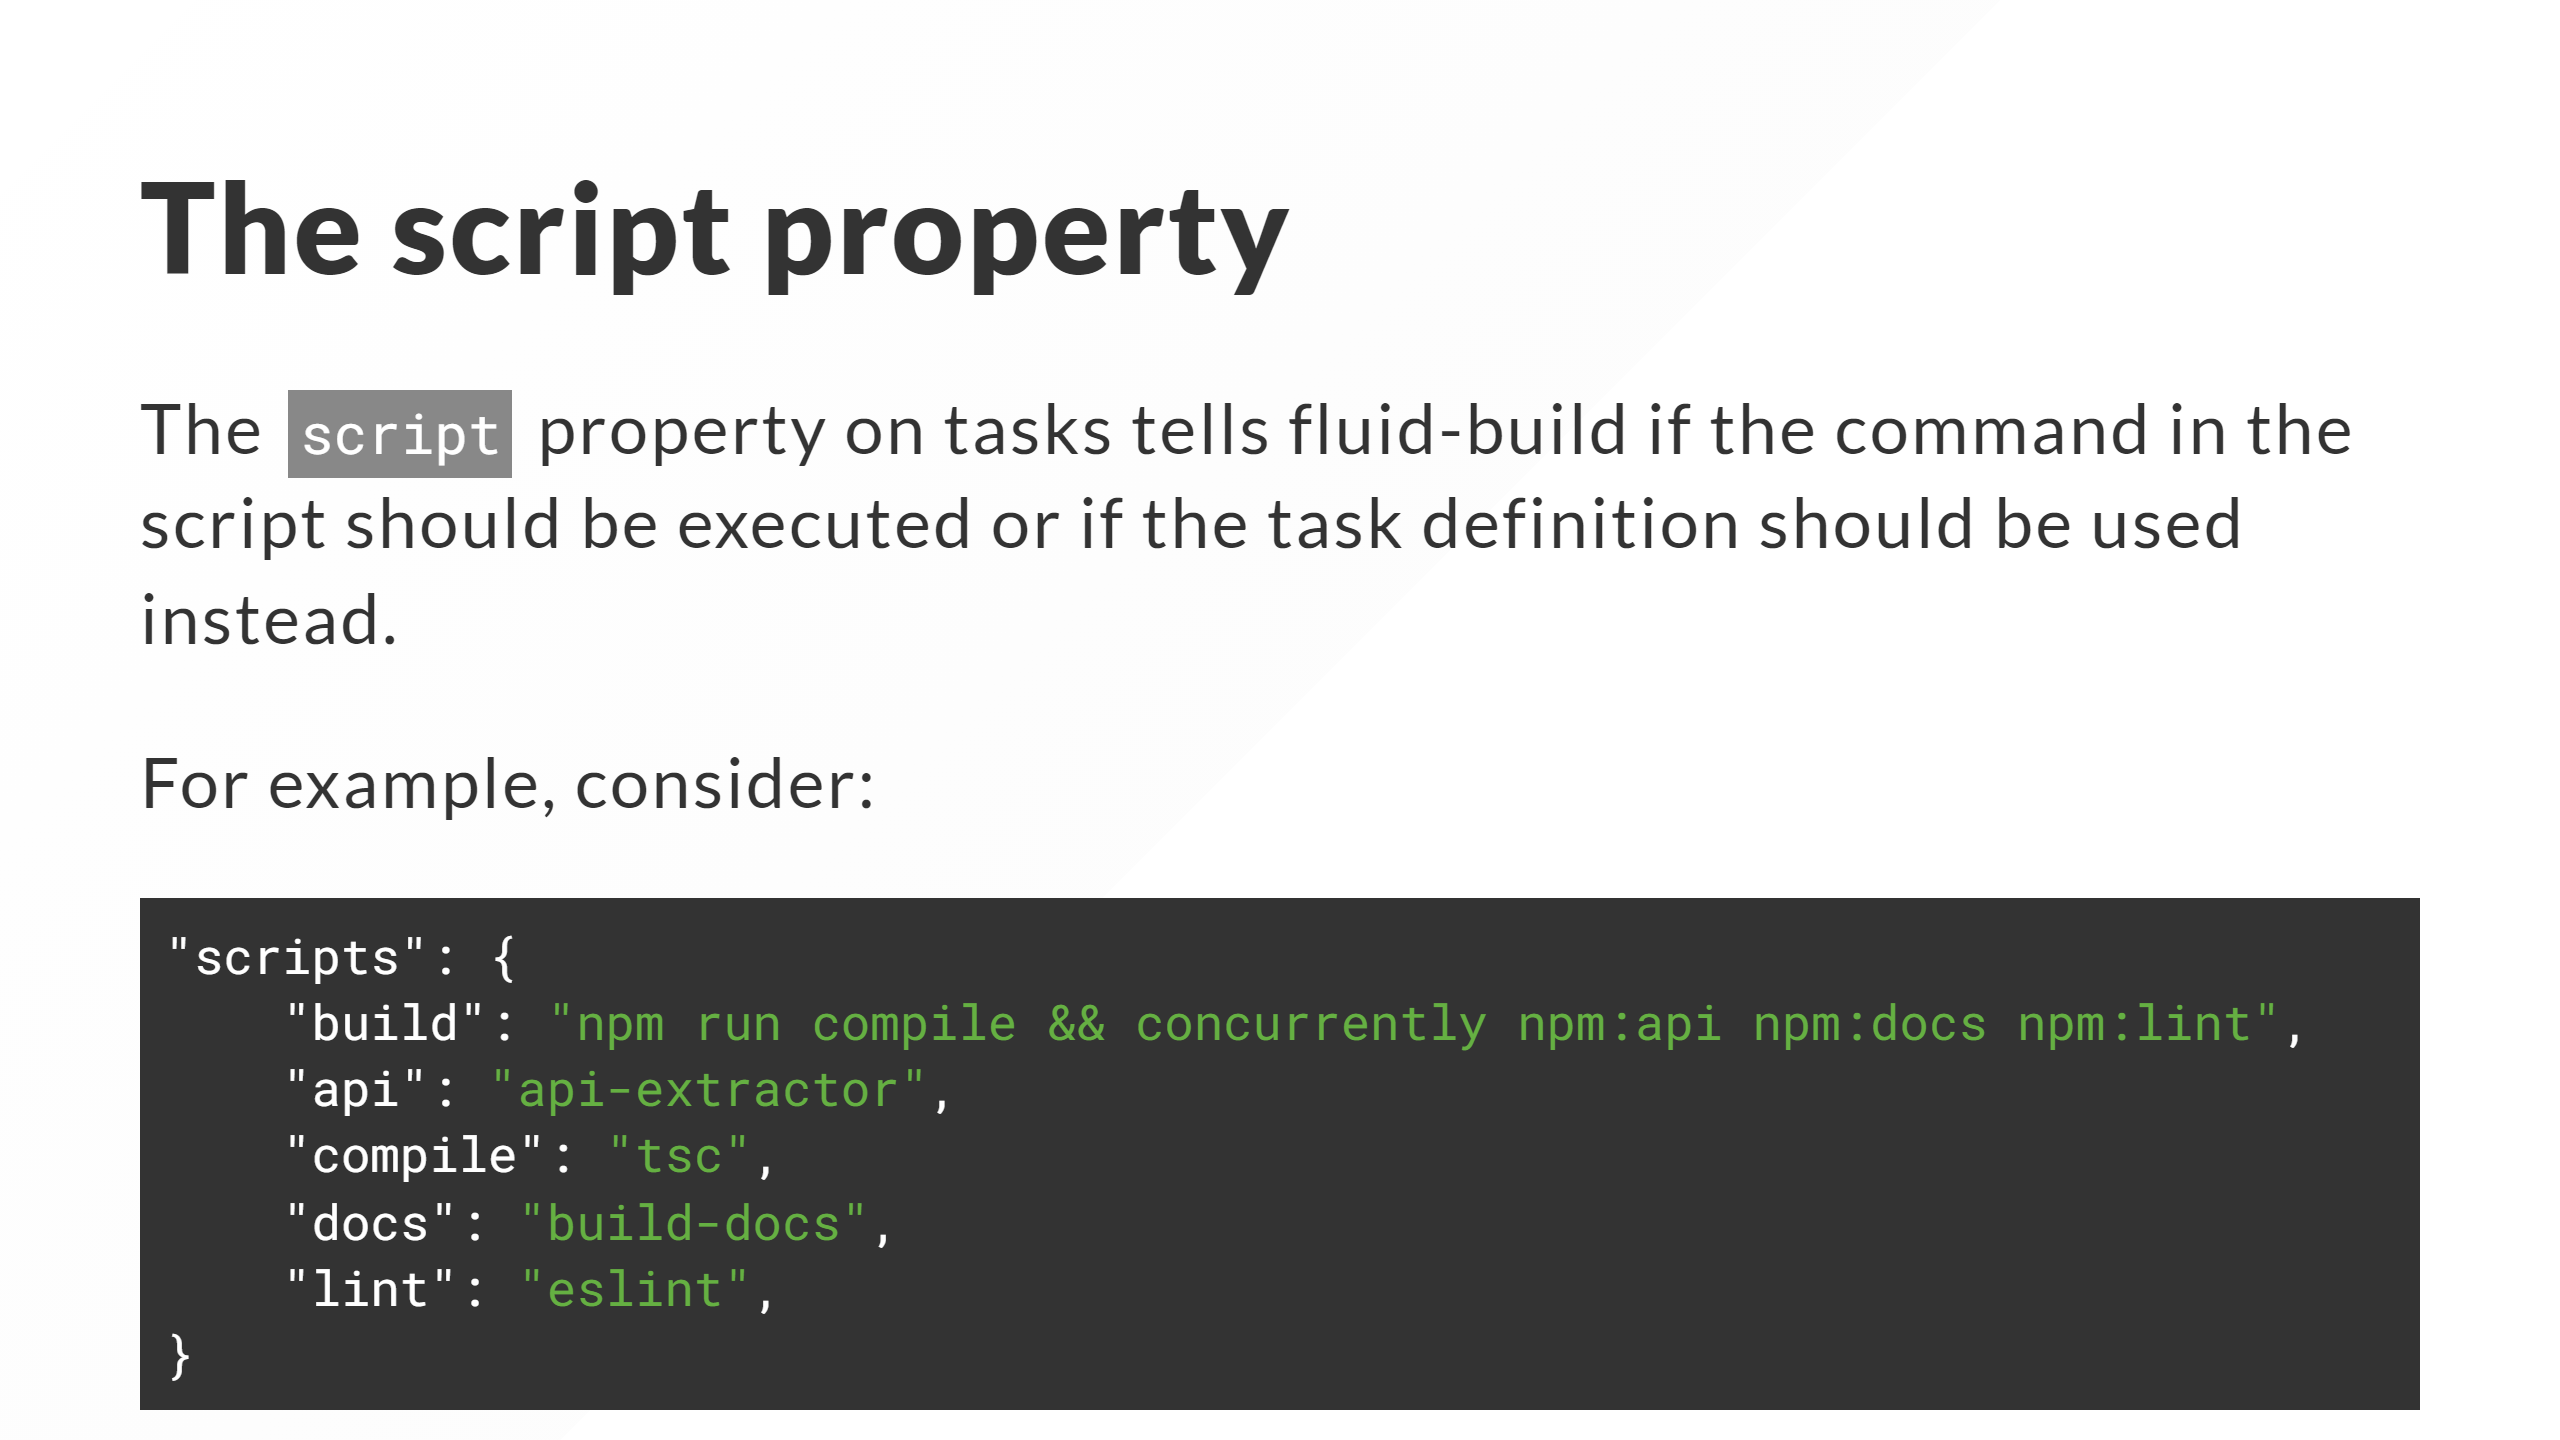 The script property
The script property on tasks tells fluid-build if the command in the
script should be executed or if the task definition should be used
instead.
For example, consider:
"scripts": {
    "build": "npm run compile && concurrently npm:api npm:docs npm:lint",
    "api": "api-extractor",
    "compile": "tsc",
    "docs": "build-docs",
    "lint": "eslint",
}